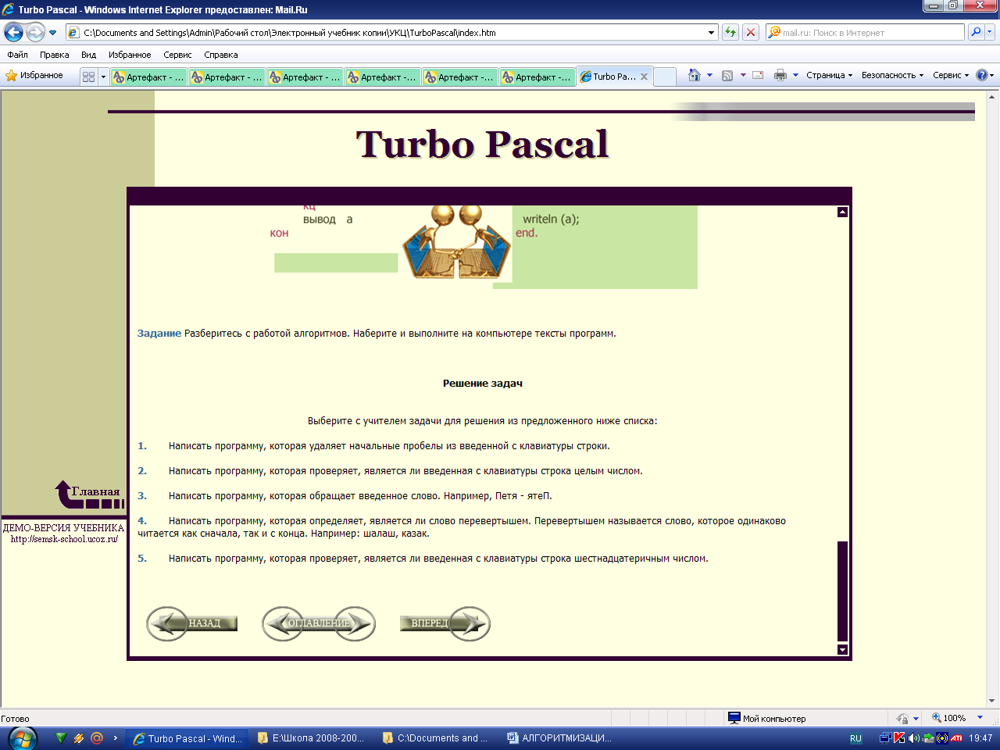 Turbo Pascal - Windows Internet Explorer предоставлен: Mail.Ru
C:\Documents and Settings\Admin\Рабочий стол\Электронный учебник копии\УКЦ\TurboPascal\index.htm
mail.ru: Поиск в Интернет
Файл Правка Вид Избранное Сервис Справка
Избранное Артефакт - ... Артефакт - ... Артефакт - ... Артефакт -... Артефакт -... Артефакт -... Turbo Pa... Страница Безопасность Сервис
Turbo Pascal
кц
вывод a
кон
writeln (a);
end.
Задание Разберитесь с работой алгоритмов. Наберите и выполните на компьютере тексты программ.
Решение задач
Выберите с учителем задачи для решения из предложенного ниже списка:
1. Написать программу, которая удаляет начальные пробелы из введенной с клавиатуры строки.
2. Написать программу, которая проверяет, является ли введенная с клавиатуры строка целым числом.
3. Написать программу, которая обращает введенное слово. Например, Петя - ятеП.
4. Написать программу, которая определяет, является ли слово перевертышем. Перевертышем называется слово, которое одинаково
читается как сначала, так и с конца. Например: шалаш, казак.
5. Написать программу, которая проверяет, является ли введенная с клавиатуры строка шестнадцатеричным числом.
НАЗАД ОГЛАВЛЕНИЕ ВПЕРЕД
Главная
ДЕМО-ВЕРСИЯ УЧЕБНИКА
http://semsk-school.ucoz.ru/
Готово Мой компьютер 100%
Turbo Pascal - Wind... E:\Школа 2008-200... C:\Documents and ... АЛГОРИТМИЗАЦИ... RU ATI 19:47